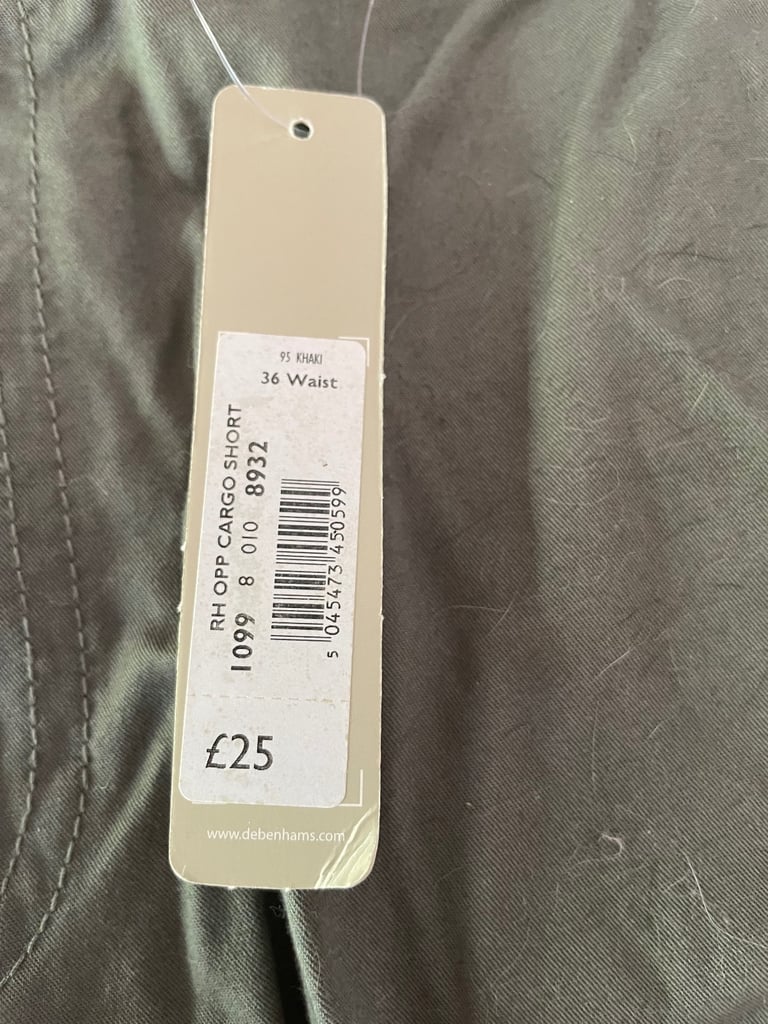 95 KHAKI
36 Waist
RH OPP CARGO SHORT
1099 8 010 8932
5 045473 450599
£25
www.debenhams.com